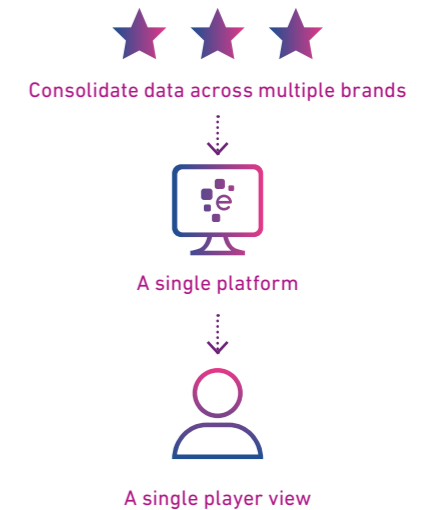 Consolidate data across multiple brands
e
A single platform
A single player view